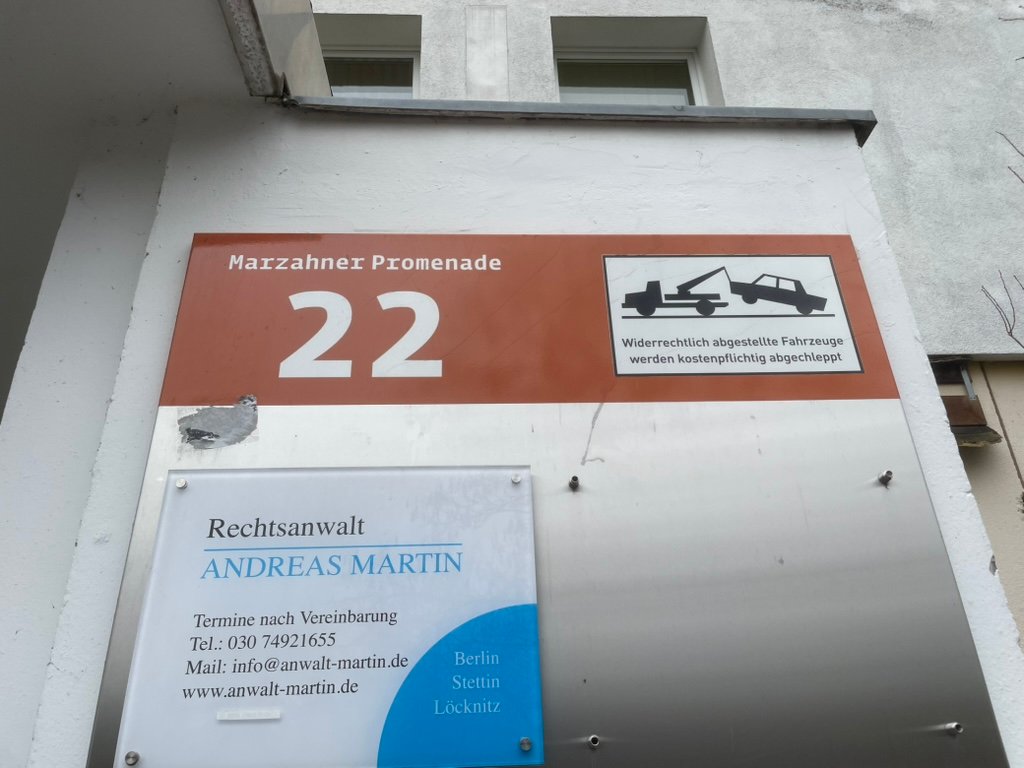 Marzahner Promenade
22
Widerrechtlich abgestellte Fahrzeuge
werden kostenpflichtig abgeschleppt
Rechtsanwalt
ANDREAS MARTIN
Termine nach Vereinbarung
Tel.: 030 74921655
Mail: info@anwalt-martin.de
www.anwalt-martin.de
Berlin
Stettin
Löcknitz